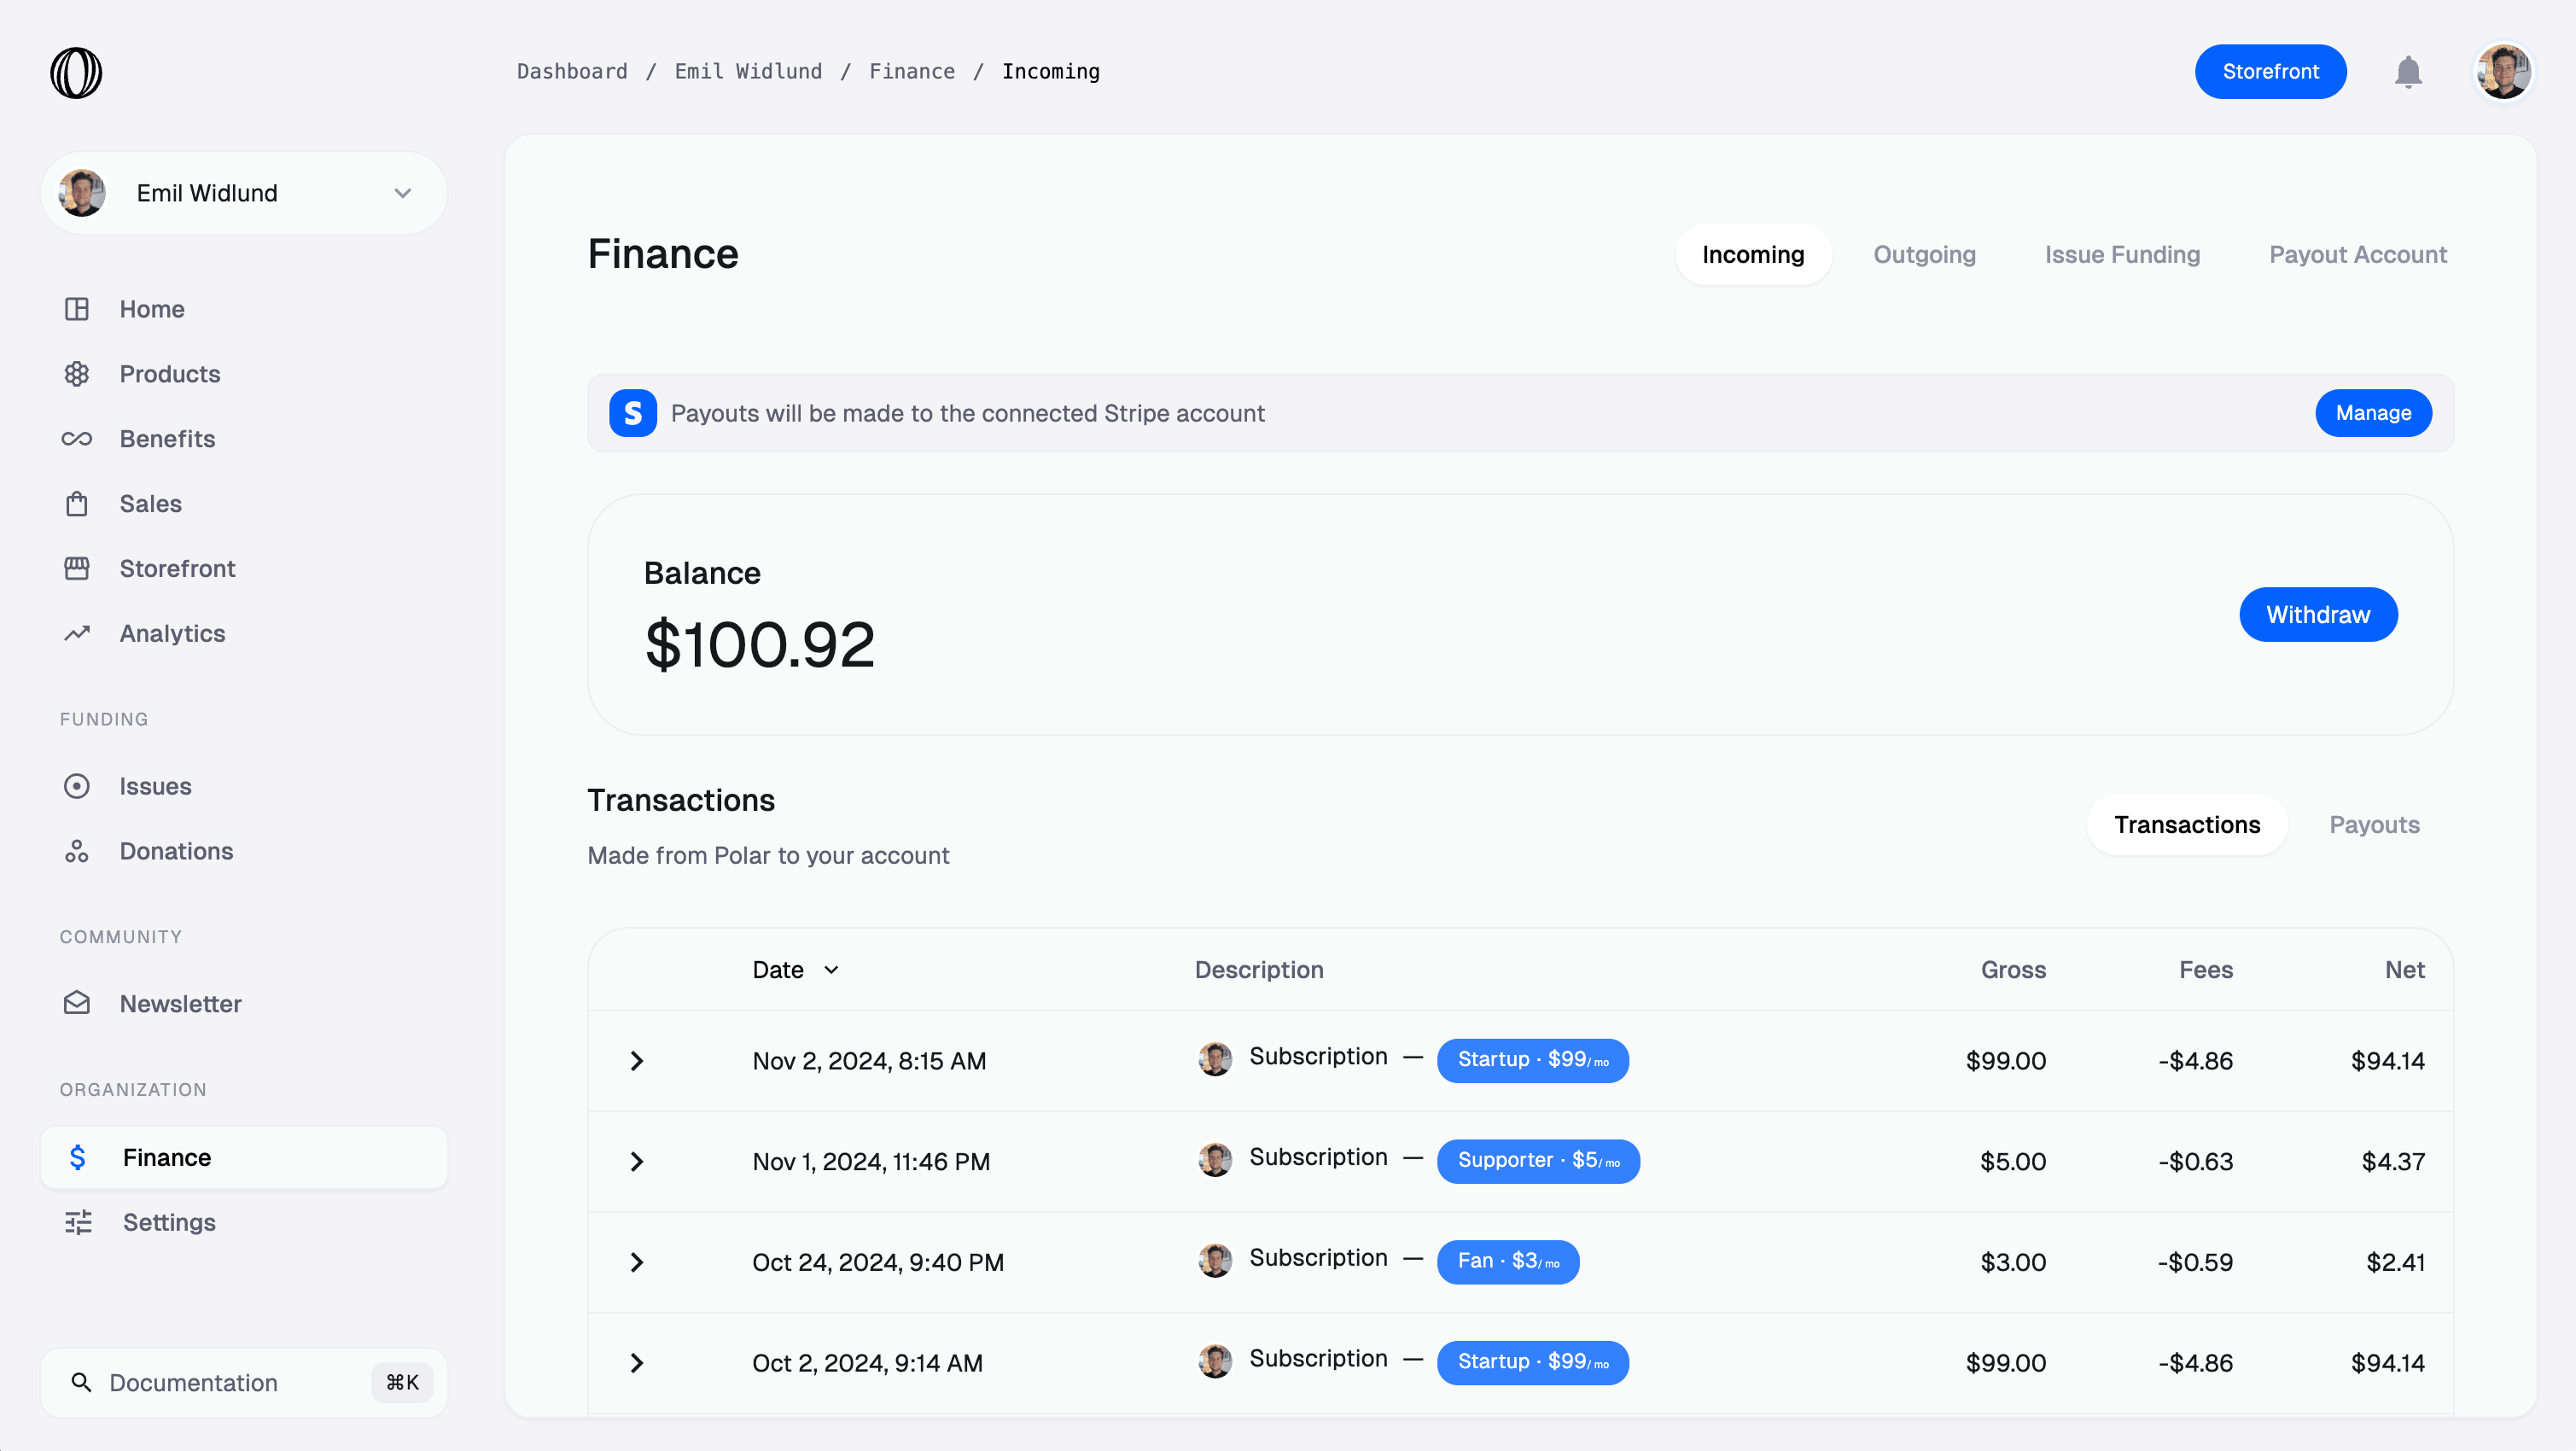 Dashboard / Emil Widlund / Finance / Incoming
Storefront
Emil Widlund
Home
Products
Benefits
Sales
Storefront
Analytics
FUNDING
Issues
Donations
COMMUNITY
Newsletter
ORGANIZATION
Finance
Settings
Documentation ⌘K
Finance
Incoming Outgoing Issue Funding Payout Account
S Payouts will be made to the connected Stripe account Manage
Balance
$100.92
Withdraw
Transactions
Made from Polar to your account
Transactions Payouts
Date Description Gross Fees Net
Nov 2, 2024, 8:15 AM Subscription — Startup · $99/ mo $99.00 -$4.86 $94.14
Nov 1, 2024, 11:46 PM Subscription — Supporter · $5/ mo $5.00 -$0.63 $4.37
Oct 24, 2024, 9:40 PM Subscription — Fan · $3/ mo $3.00 -$0.59 $2.41
Oct 2, 2024, 9:14 AM Subscription — Startup · $99/ mo $99.00 -$4.86 $94.14